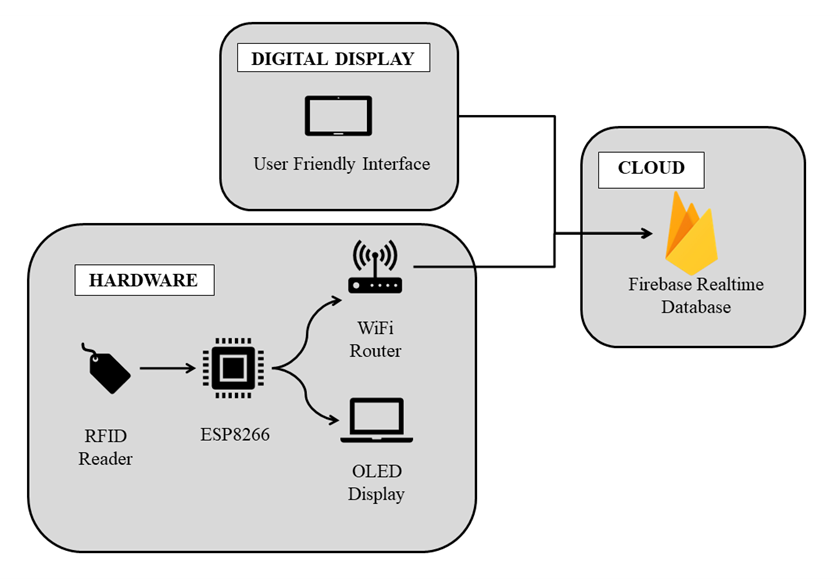 DIGITAL DISPLAY
User Friendly Interface
CLOUD
Firebase Realtime
Database
HARDWARE
WiFi
Router
RFID
Reader
ESP8266
OLED
Display